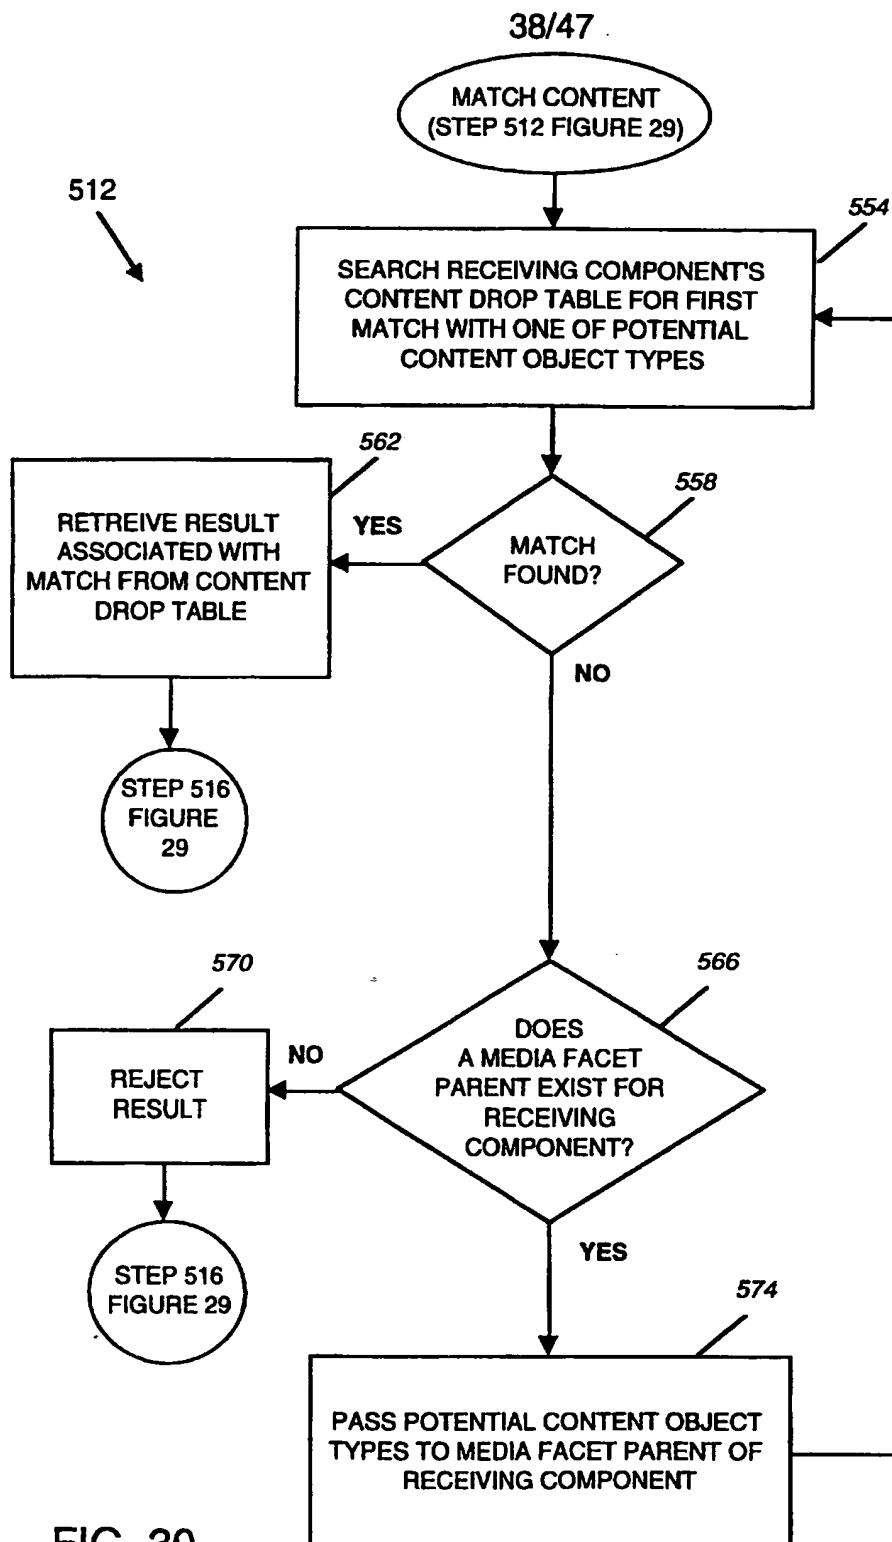 38/47
MATCH CONTENT
(STEP 512 FIGURE 29)
512
554
SEARCH RECEIVING COMPONENT'S
CONTENT DROP TABLE FOR FIRST
MATCH WITH ONE OF POTENTIAL
CONTENT OBJECT TYPES
562
558
RETREIVE RESULT
ASSOCIATED WITH
MATCH FROM CONTENT
DROP TABLE
YES
MATCH
FOUND?
NO
STEP 516
FIGURE
29
570
566
REJECT
RESULT
NO
DOES
A MEDIA FACET
PARENT EXIST FOR
RECEIVING
COMPONENT?
STEP 516
FIGURE 29
YES
574
PASS POTENTIAL CONTENT OBJECT
TYPES TO MEDIA FACET PARENT OF
RECEIVING COMPONENT
FIG. 30